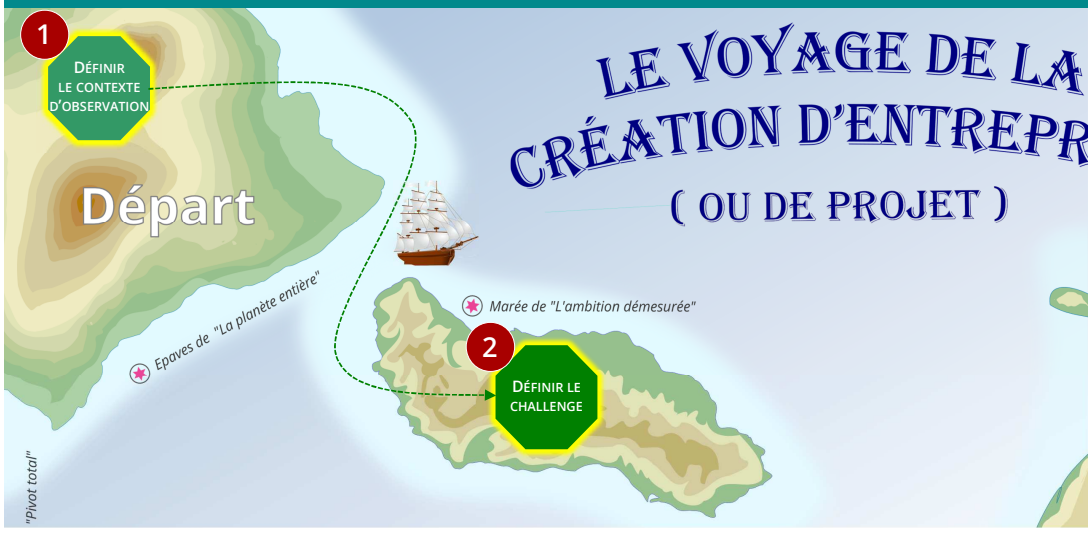 1
DÉFINIR
LE CONTEXTE
D'OBSERVATION
LE VOYAGE DE LA
CRÉATION D'ENTREPR
( OU DE PROJET )
Départ
Epaves de "La planète entière"
Marée de "L'ambition démesurée"
2
DÉFINIR LE
CHALLENGE
"Pivot total"